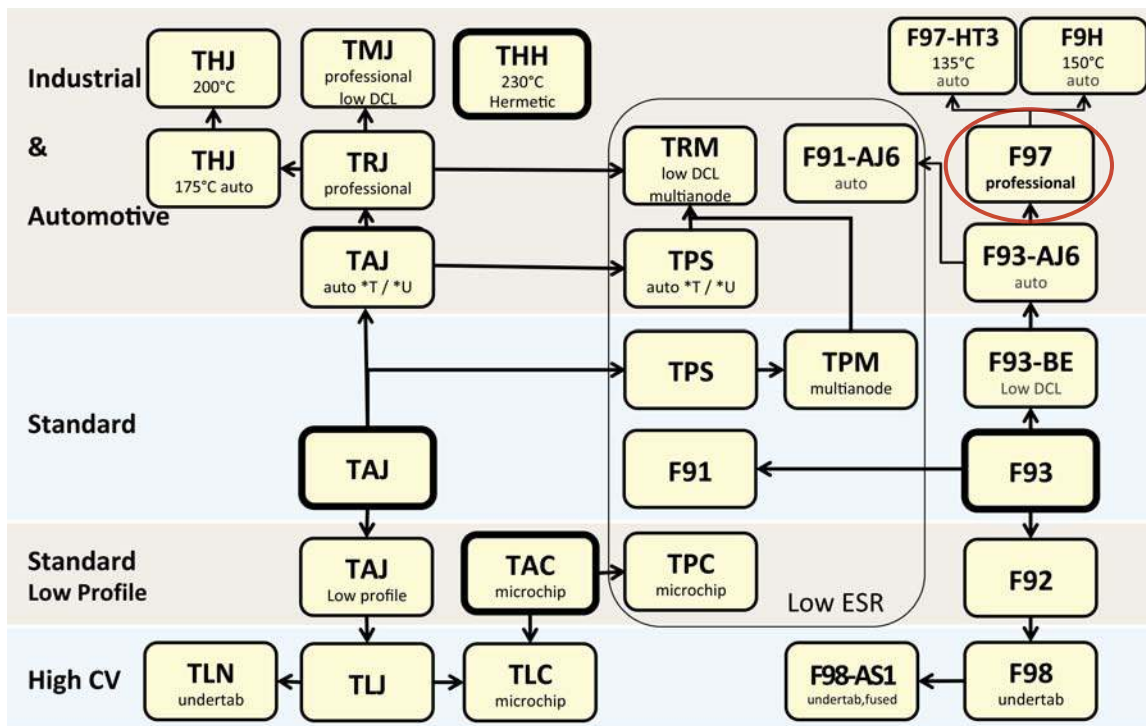 Industrial
&
Automotive
THJ
200°C
TMJ
professional
low DCL
THH
230°C
Hermetic
F97-HT3
135°C
auto
F9H
150°C
auto
THJ
175°C auto
TRJ
professional
TRM
low DCL
multianode
F91-AJ6
auto
F97
professional
TAJ
auto *T / *U
TPS
auto *T / *U
F93-AJ6
auto
Standard
TPS
TPM
multianode
F93-BE
Low DCL
TAJ
F91
F93
Standard
Low Profile
TAJ
Low profile
TAC
microchip
TPC
microchip
Low ESR
F92
High CV
TLN
undertab
TLJ
TLC
microchip
F98-AS1
undertab,fused
F98
undertab